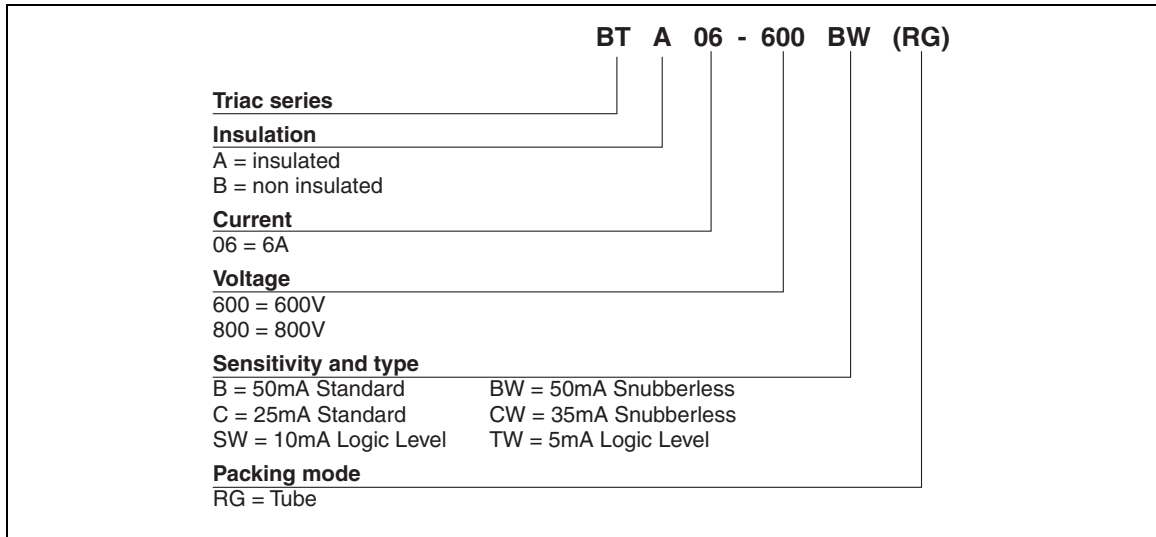 BT A 06 - 600 BW (RG)
Triac series
Insulation
A = insulated
B = non insulated
Current
06 = 6A
Voltage
600 = 600V
800 = 800V
Sensitivity and type
B = 50mA Standard BW = 50mA Snubberless
C = 25mA Standard CW = 35mA Snubberless
SW = 10mA Logic Level TW = 5mA Logic Level
Packing mode
RG = Tube